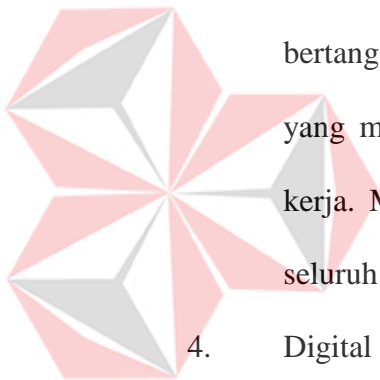 bertang
yang m
kerja. M
seluruh
4. Digital